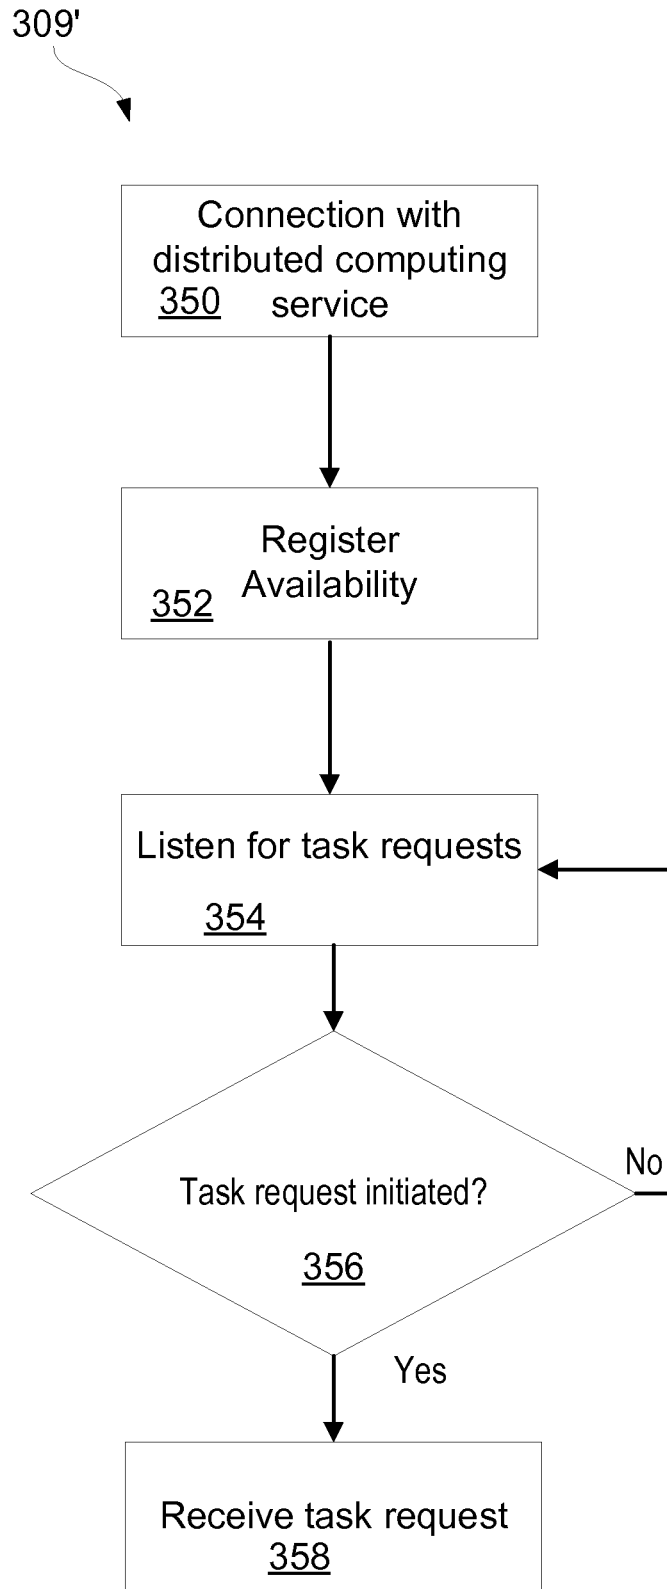 309'
Connection with
distributed computing
350 service
Register
352 Availability
Listen for task requests
354
Task request initiated?
No
356
Yes
Receive task request
358